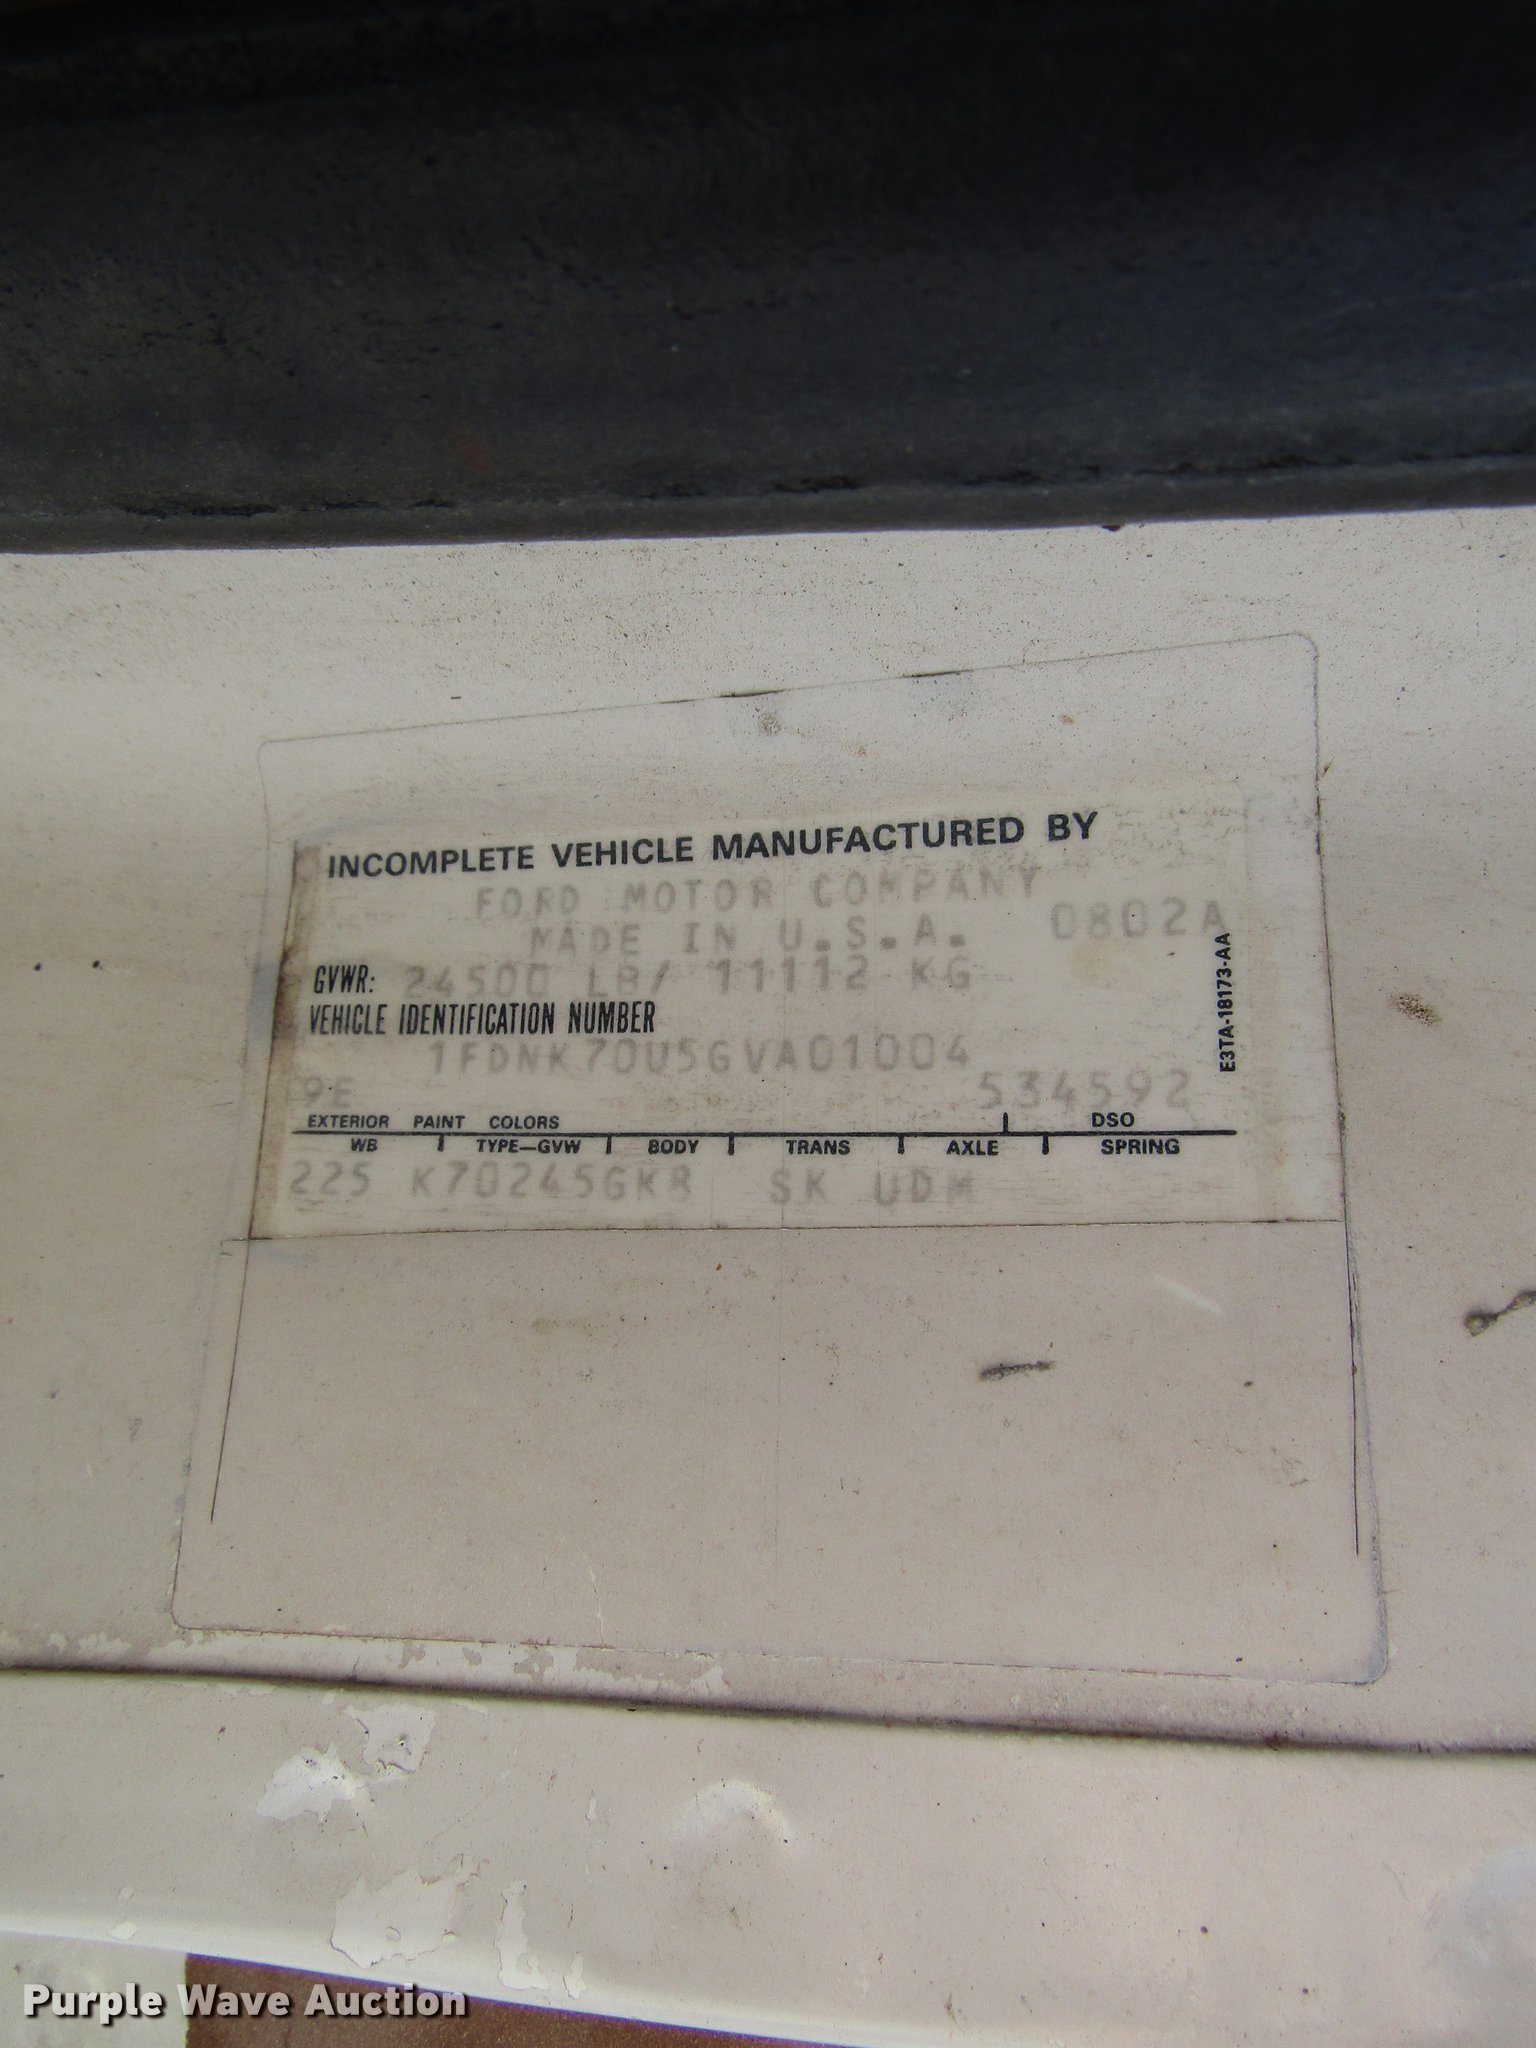 INCOMPLETE VEHICLE MANUFACTURED BY
FORD MOTOR COMPANY
MADE IN U.S.A. 0802A
GVWR: 24500 LB/ 11112 KG
VEHICLE IDENTIFICATION NUMBER
1FDNK70U5GVA01004
E3TA-18173-AA
9E 534592
EXTERIOR PAINT COLORS DSO
WB TYPE—GVW BODY TRANS AXLE SPRING
225 K70245GKR SK UDM
Purple Wave Auction